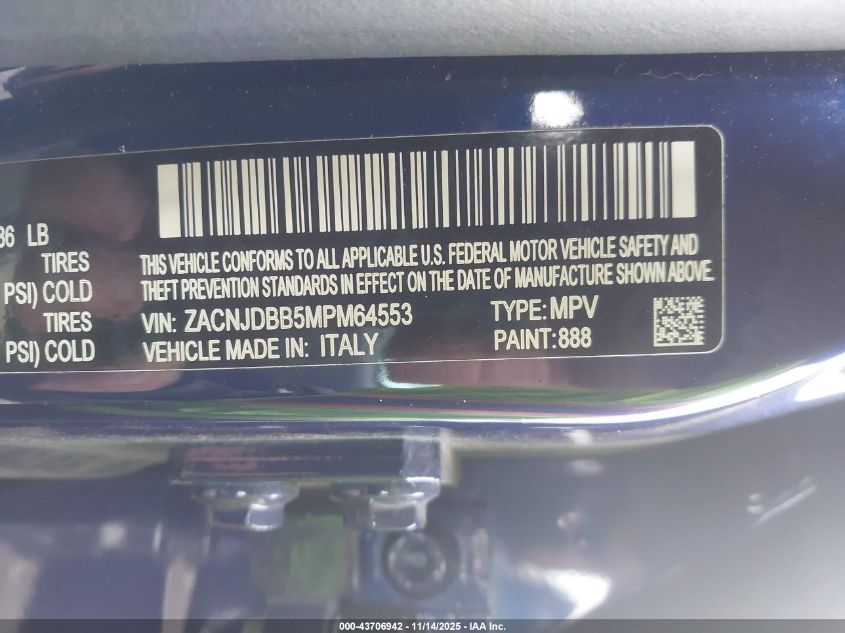 86 LB
TIRES
PSI) COLD
TIRES
PSI) COLD
THIS VEHICLE CONFORMS TO ALL APPLICABLE U.S. FEDERAL MOTOR VEHICLE SAFETY AND
THEFT PREVENTION STANDARDS IN EFFECT ON THE DATE OF MANUFACTURE SHOWN ABOVE.
VIN: ZACNJDBB5MPM64553 TYPE: MPV
VEHICLE MADE IN: ITALY PAINT:888
000-43706942 - 11/14/2025 - IAA Inc.